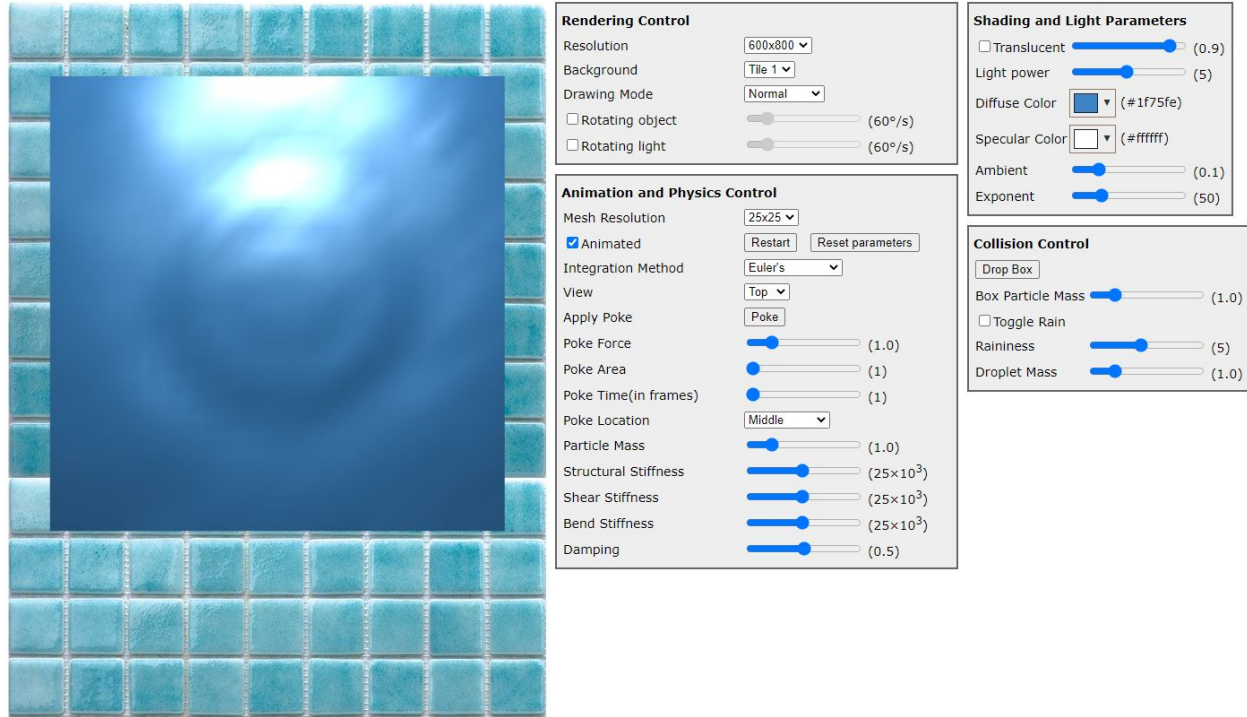 Rendering Control
Resolution 600x800
Background Tile 1
Drawing Mode Normal
Rotating object (60°/s)
Rotating light (60°/s)
Animation and Physics Control
Mesh Resolution 25x25
Animated Restart Reset parameters
Integration Method Euler's
View Top
Apply Poke Poke
Poke Force (1.0)
Poke Area (1)
Poke Time(in frames) (1)
Poke Location Middle
Particle Mass (1.0)
Structural Stiffness (25×10³)
Shear Stiffness (25×10³)
Bend Stiffness (25×10³)
Damping (0.5)
Shading and Light Parameters
Translucent (0.9)
Light power (5)
Diffuse Color (#1f75fe)
Specular Color (#ffffff)
Ambient (0.1)
Exponent (50)
Collision Control
Drop Box
Box Particle Mass (1.0)
Toggle Rain
Raininess (5)
Droplet Mass (1.0)